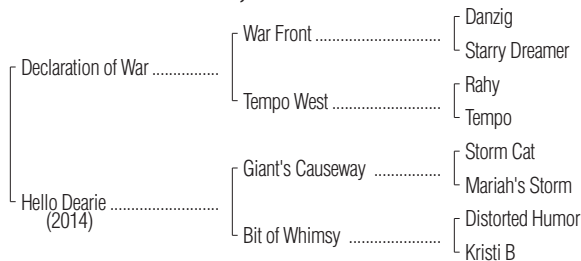 Danzig
War Front ..........................
Starry Dreamer
Declaration of War ..............
Rahy
Tempo West ......................
Tempo
Storm Cat
Giant's Causeway ................
Mariah's Storm
Hello Dearie ......................
(2014)
Distorted Humor
Bit of Whimsy ...................
Kristi B